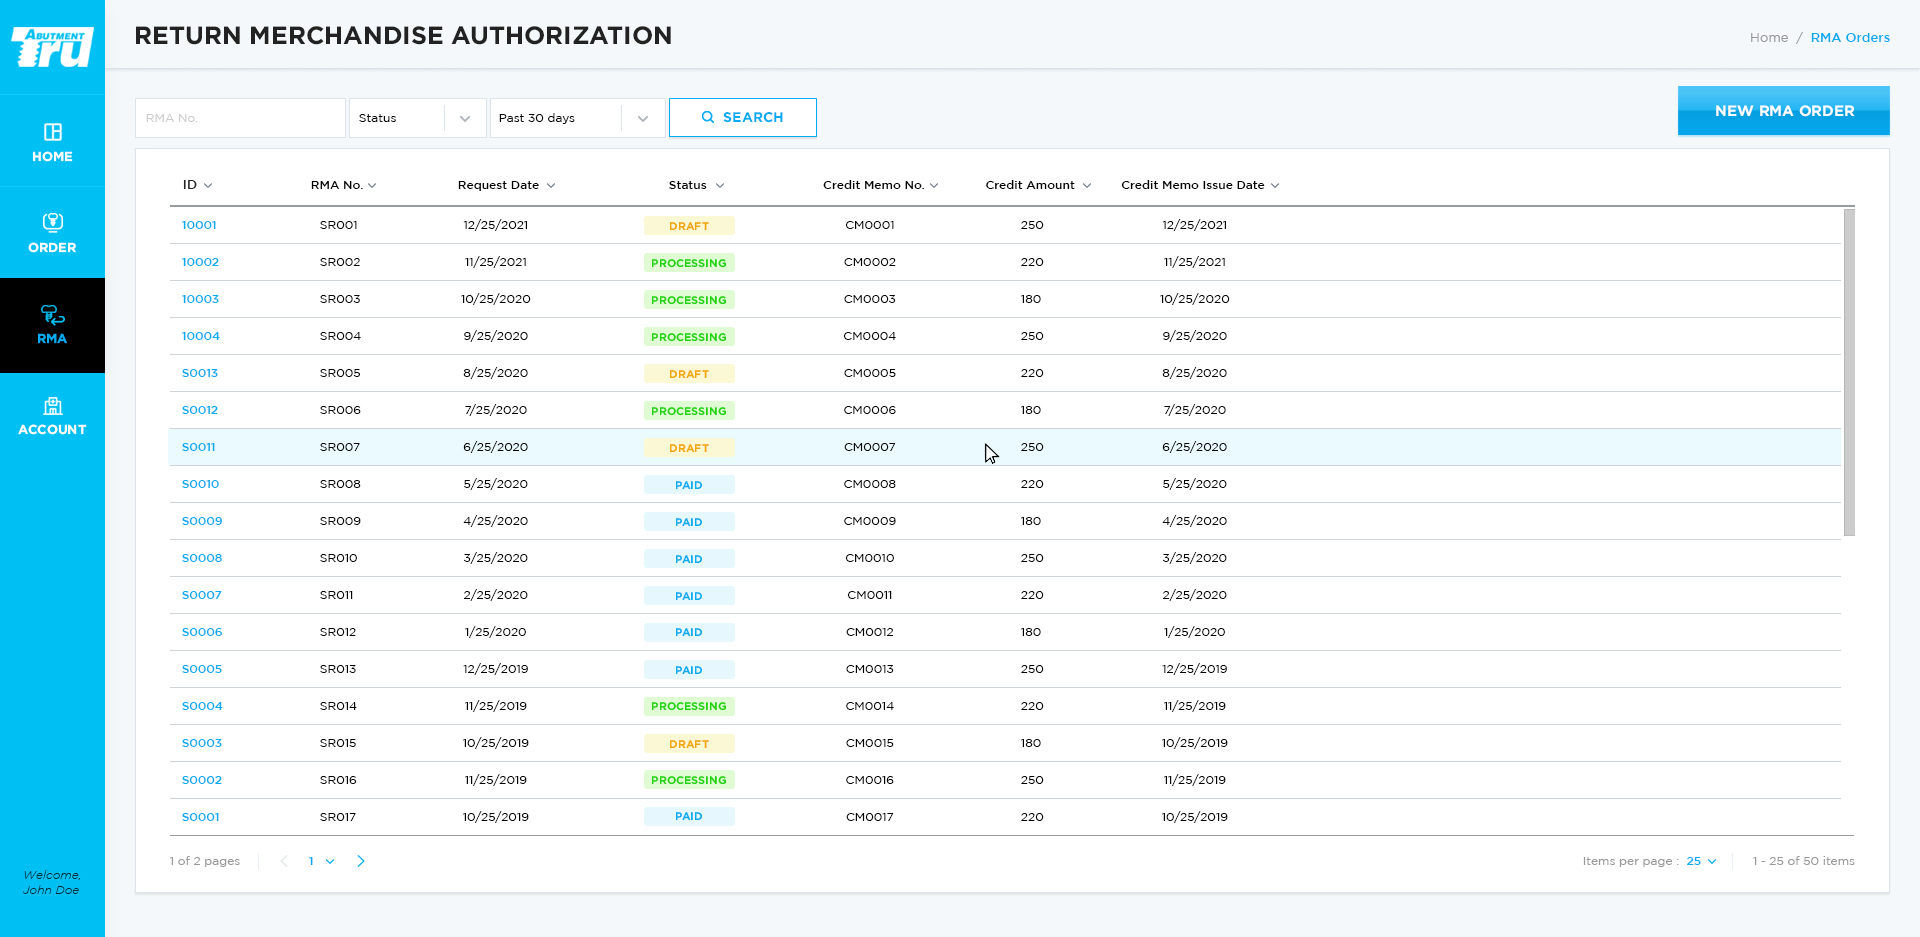 ABUTMENT
Tru
RETURN MERCHANDISE AUTHORIZATION
Home / RMA Orders
HOME
ORDER
RMA
ACCOUNT
Welcome,
John Doe
RMA No. Status Past 30 days SEARCH
NEW RMA ORDER
ID RMA No. Request Date Status Credit Memo No. Credit Amount Credit Memo Issue Date
10001 SR001 12/25/2021 DRAFT CM0001 250 12/25/2021
10002 SR002 11/25/2021 PROCESSING CM0002 220 11/25/2021
10003 SR003 10/25/2020 PROCESSING CM0003 180 10/25/2020
10004 SR004 9/25/2020 PROCESSING CM0004 250 9/25/2020
S0013 SR005 8/25/2020 DRAFT CM0005 220 8/25/2020
S0012 SR006 7/25/2020 PROCESSING CM0006 180 7/25/2020
S0011 SR007 6/25/2020 DRAFT CM0007 250 6/25/2020
S0010 SR008 5/25/2020 PAID CM0008 220 5/25/2020
S0009 SR009 4/25/2020 PAID CM0009 180 4/25/2020
S0008 SR010 3/25/2020 PAID CM0010 250 3/25/2020
S0007 SR011 2/25/2020 PAID CM0011 220 2/25/2020
S0006 SR012 1/25/2020 PAID CM0012 180 1/25/2020
S0005 SR013 12/25/2019 PAID CM0013 250 12/25/2019
S0004 SR014 11/25/2019 PROCESSING CM0014 220 11/25/2019
S0003 SR015 10/25/2019 DRAFT CM0015 180 10/25/2019
S0002 SR016 11/25/2019 PROCESSING CM0016 250 11/25/2019
S0001 SR017 10/25/2019 PAID CM0017 220 10/25/2019
1 of 2 pages 1 Items per page : 25 1 - 25 of 50 items